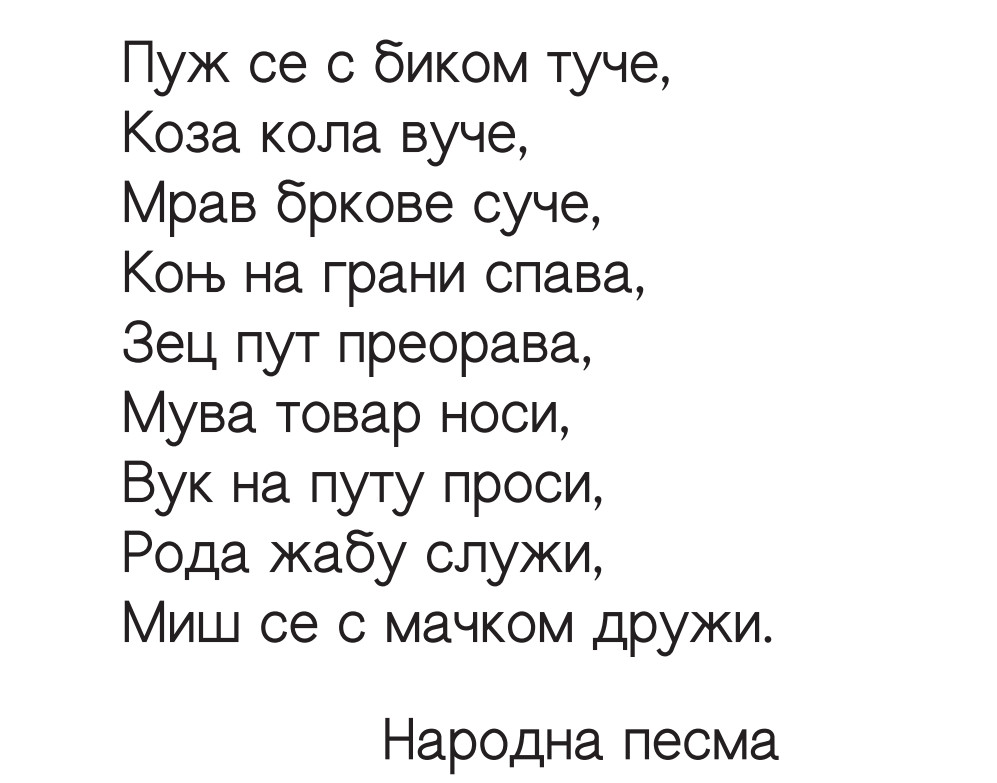 Пуж се с биком туче,
Коза кола вуче,
Мрав бркове суче,
Коњ на грани спава,
Зец пут преорава,
Мува товар носи,
Вук на путу проси,
Рода жабу служи,
Миш се с мачком дружи.
Народна песма